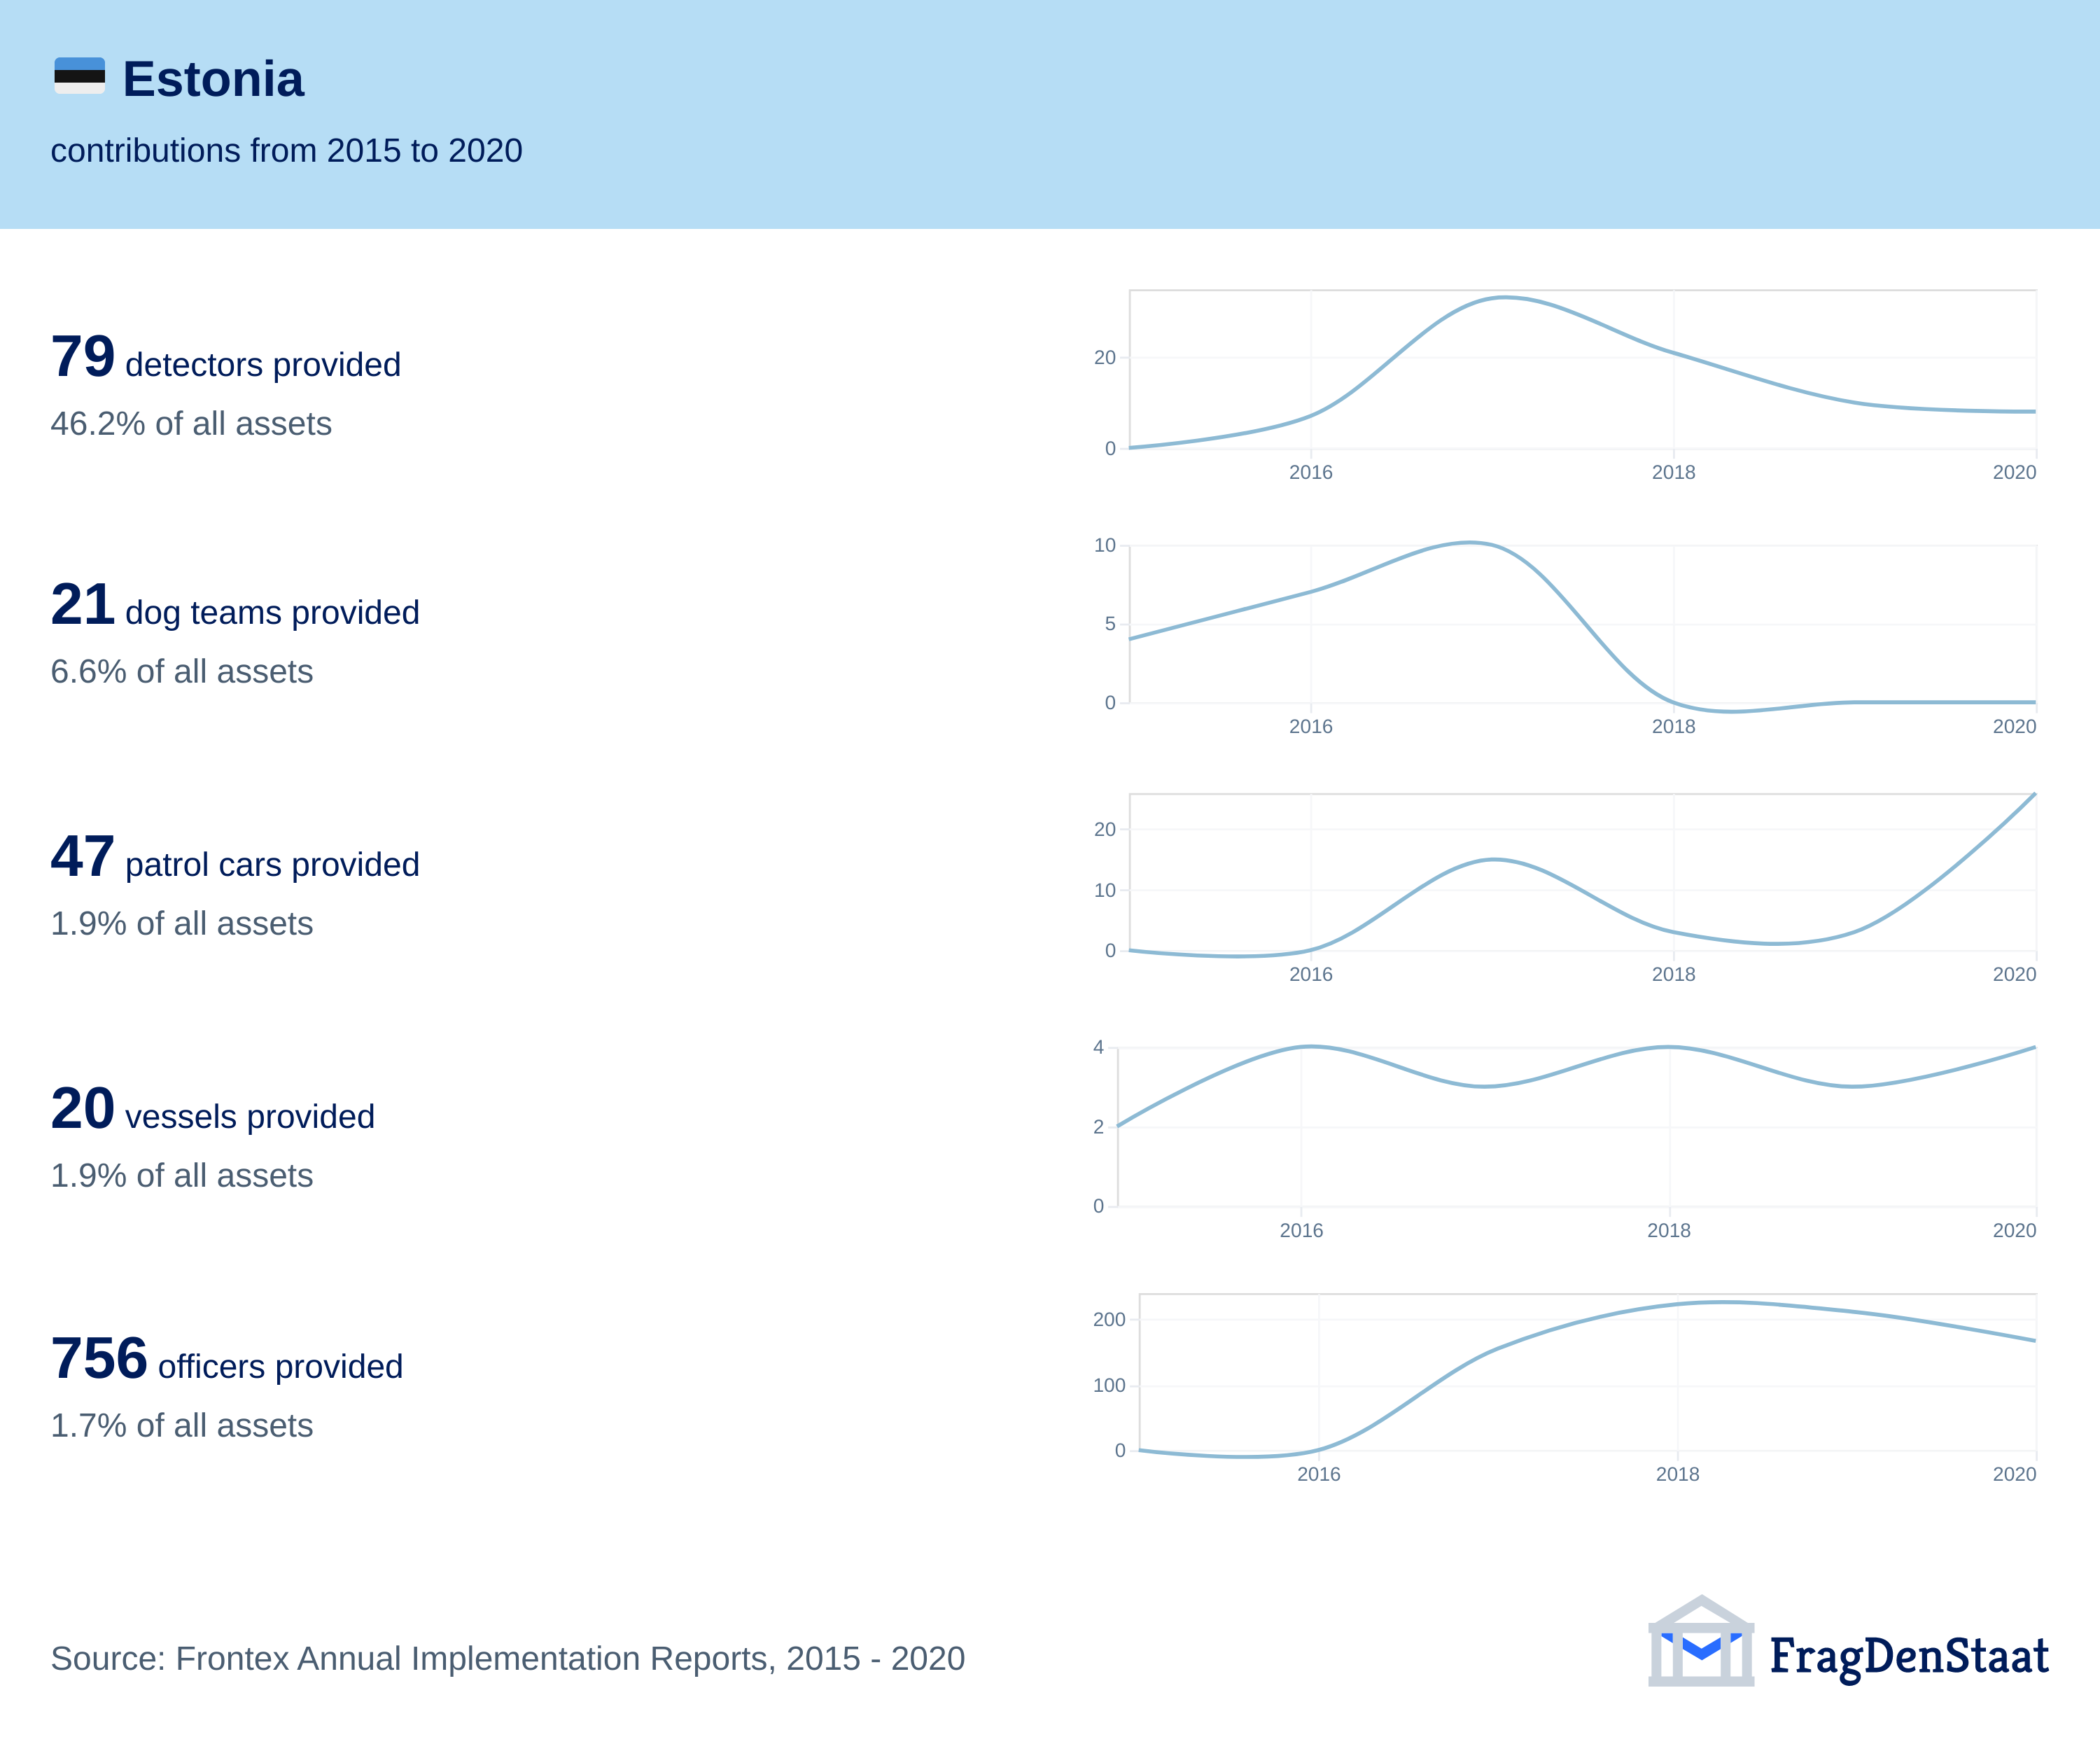 Estonia
contributions from 2015 to 2020
79 detectors provided
46.2% of all assets
20
0
2016 2018 2020
21 dog teams provided
6.6% of all assets
10
5
0
2016 2018 2020
47 patrol cars provided
1.9% of all assets
20
10
0
2016 2018 2020
20 vessels provided
1.9% of all assets
4
2
0
2016 2018 2020
756 officers provided
1.7% of all assets
200
100
0
2016 2018 2020
Source: Frontex Annual Implementation Reports, 2015 - 2020
FragDenStaat